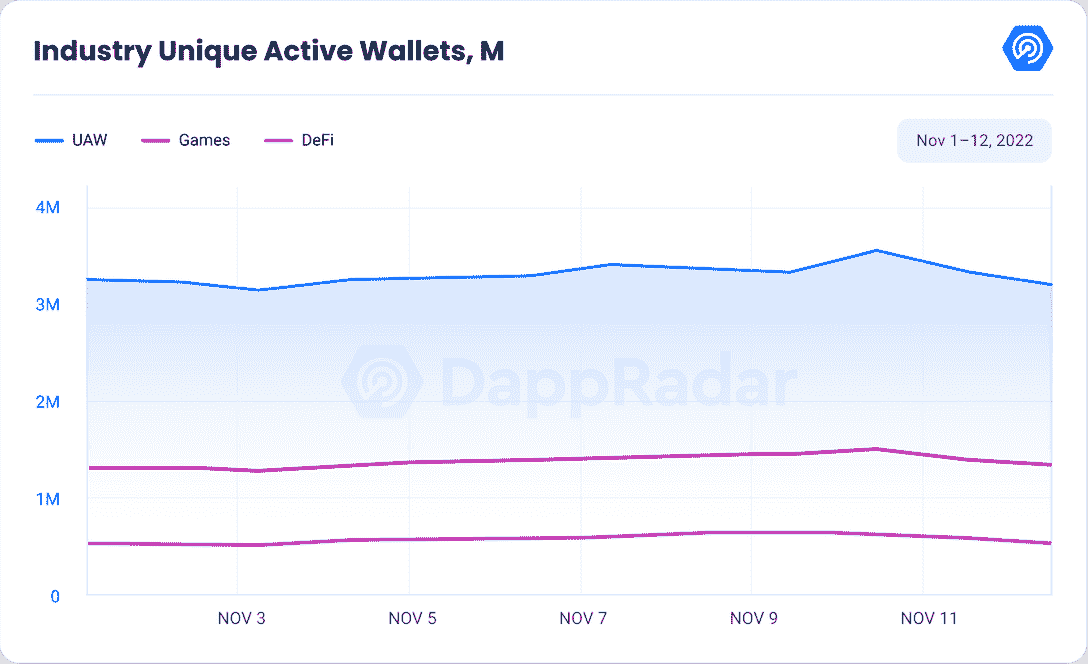 Industry Unique Active Wallets, M
UAW Games DeFi
Nov 1–12, 2022
4M
3M
2M
1M
0
DappRadar
NOV 3 NOV 5 NOV 7 NOV 9 NOV 11